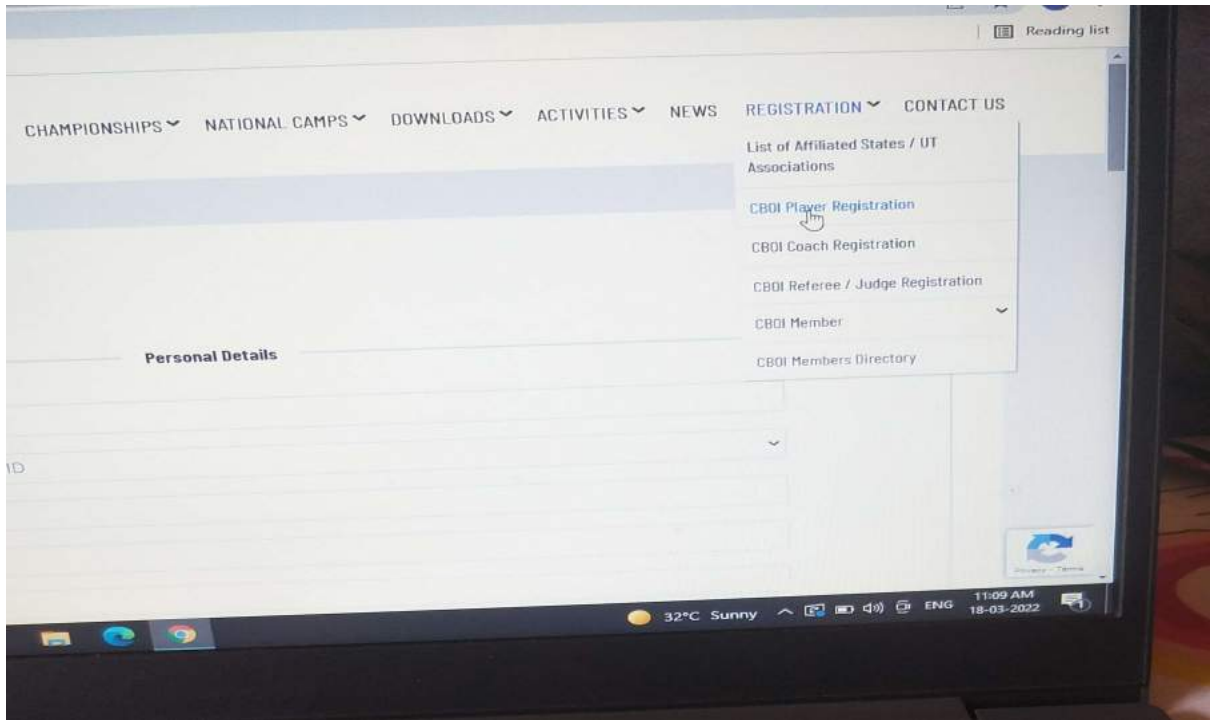 Reading list
CHAMPIONSHIPS NATIONAL CAMPS DOWNLOADS ACTIVITIES NEWS REGISTRATION CONTACT US
List of Affiliated States / UT
Associations
CBOI Player Registration
CBOI Coach Registration
CBOI Referee / Judge Registration
CBOI Member
CBOI Members Directory
Personal Details
ID
Privacy - Terms
32°C Sunny ENG 11:09 AM
18-03-2022